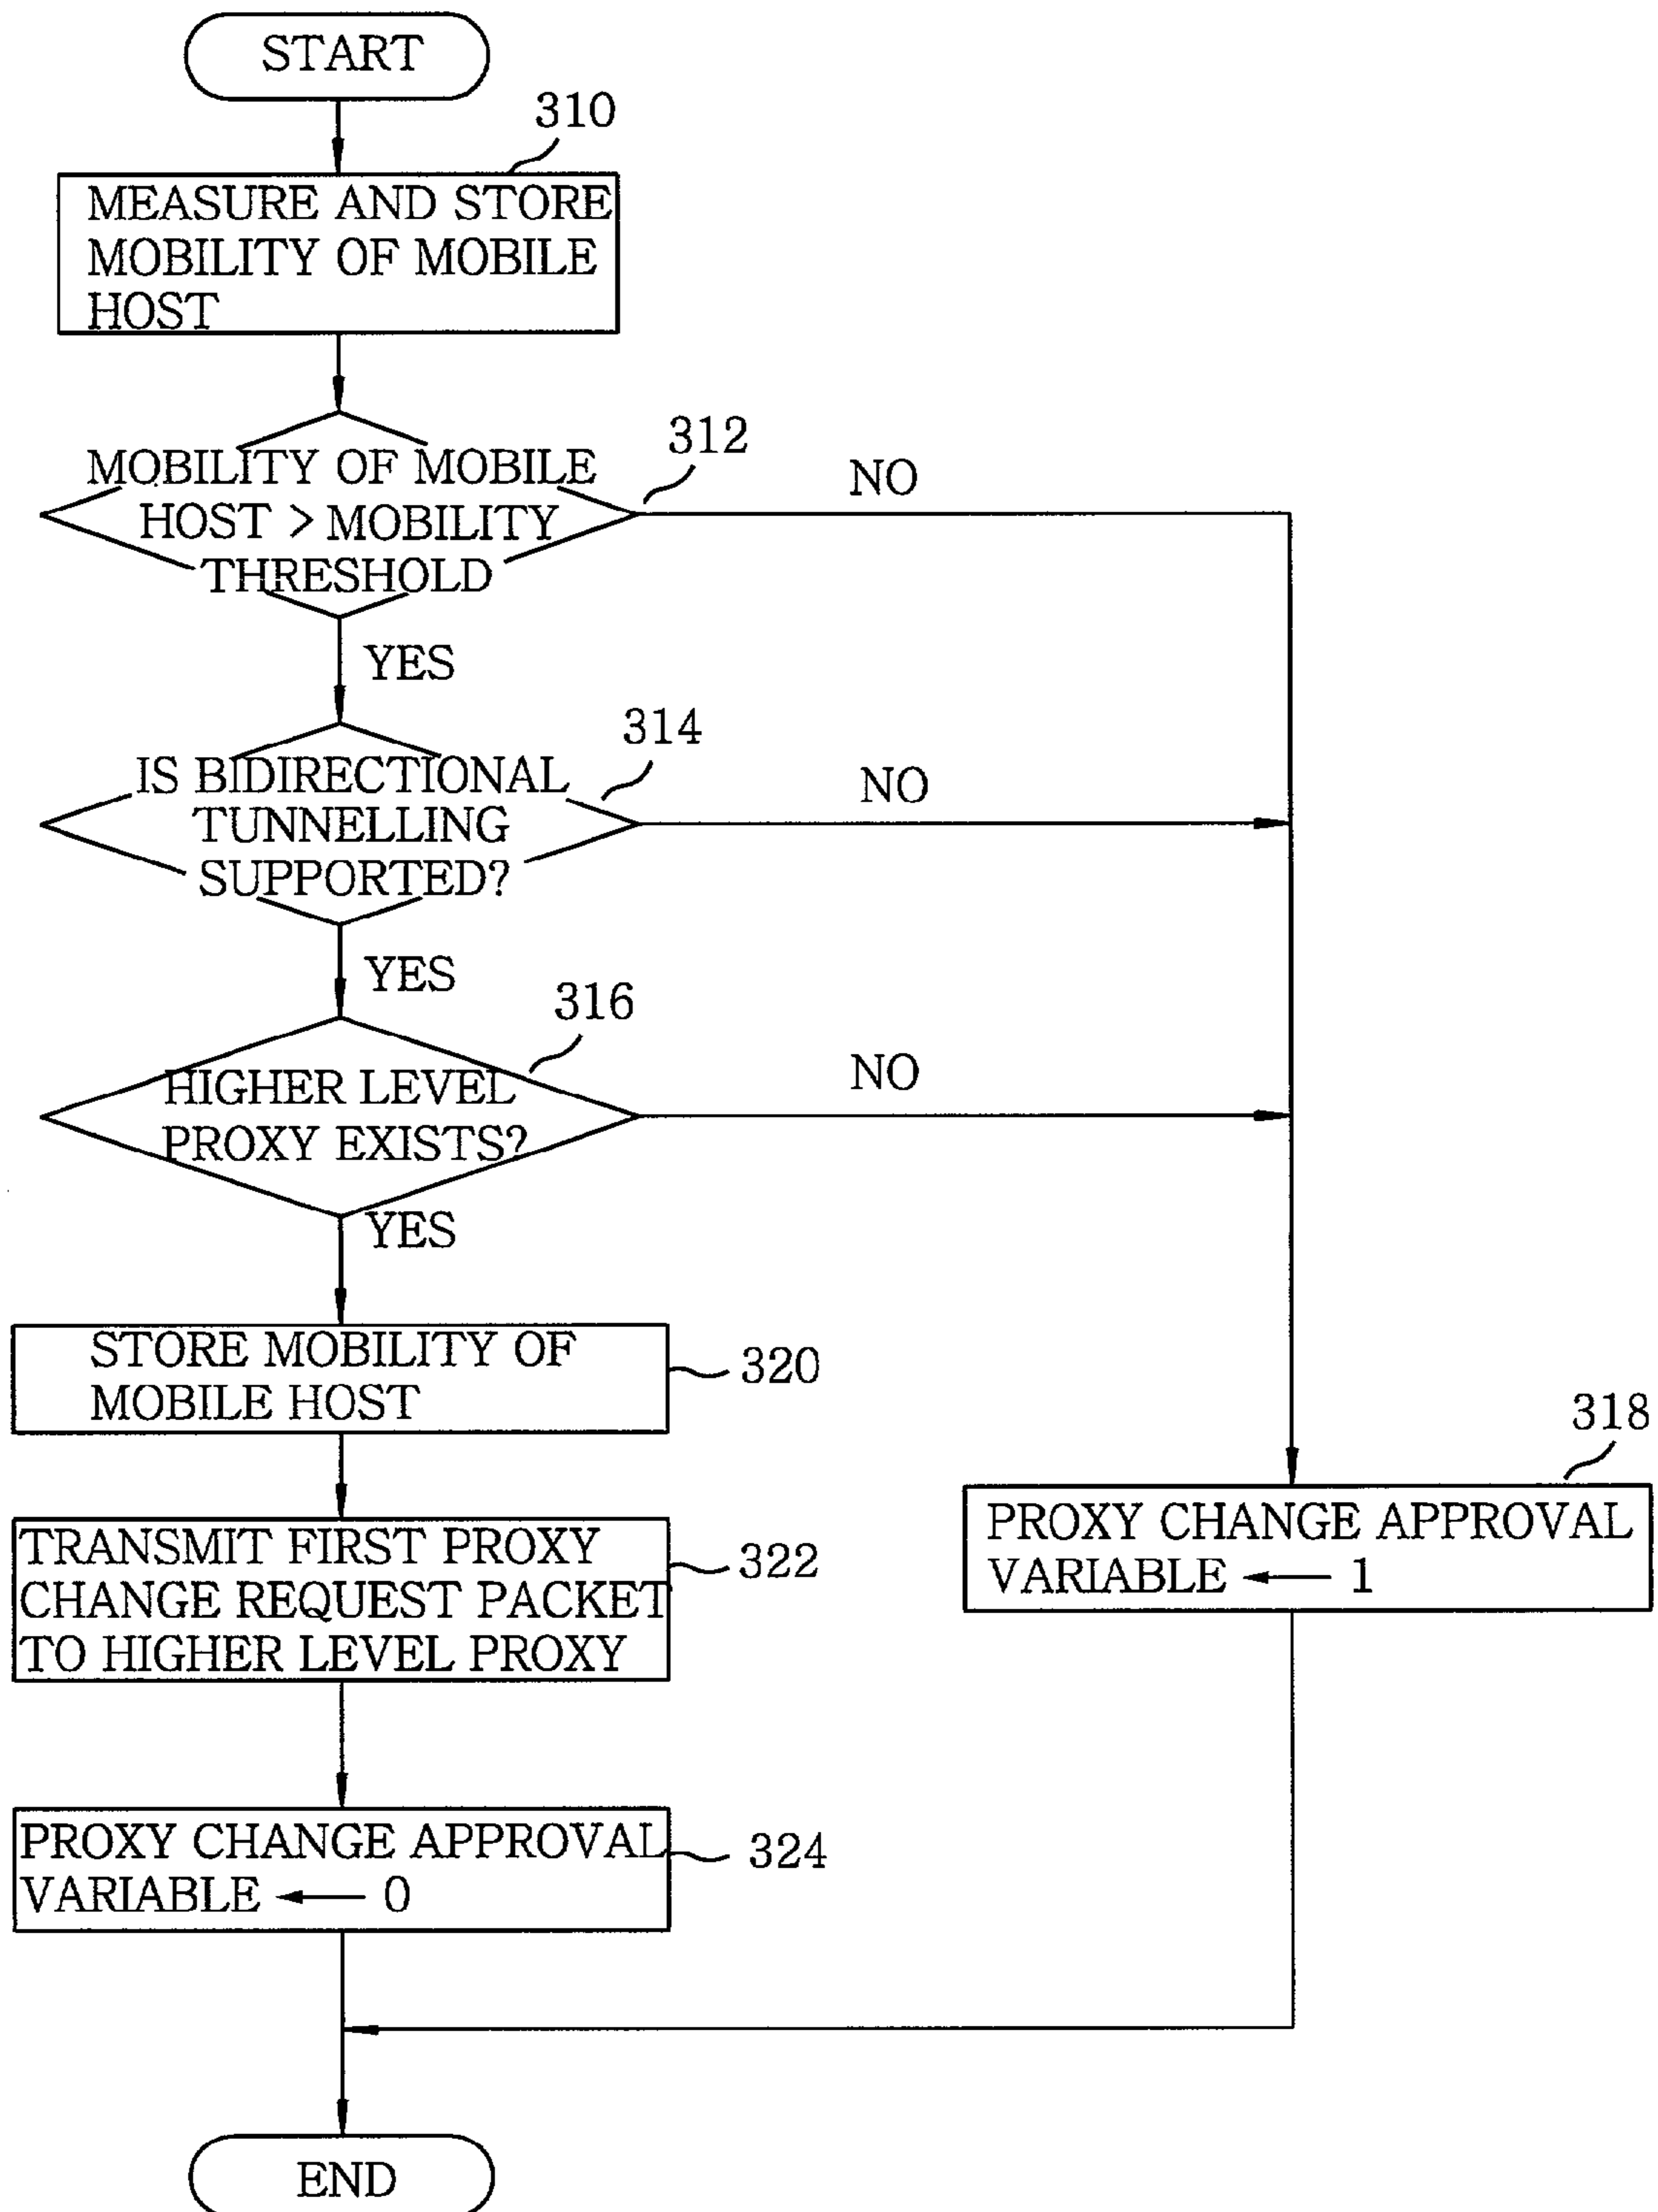 START
310
MEASURE AND STORE
MOBILITY OF MOBILE
HOST
312
MOBILITY OF MOBILE
HOST > MOBILITY
THRESHOLD
NO
YES
314
IS BIDIRECTIONAL
TUNNELLING
SUPPORTED?
NO
YES
316
HIGHER LEVEL
PROXY EXISTS?
NO
YES
STORE MOBILITY OF
MOBILE HOST
320
318
PROXY CHANGE APPROVAL
VARIABLE ← 1
TRANSMIT FIRST PROXY
CHANGE REQUEST PACKET
TO HIGHER LEVEL PROXY
322
PROXY CHANGE APPROVAL
VARIABLE ← 0
324
END